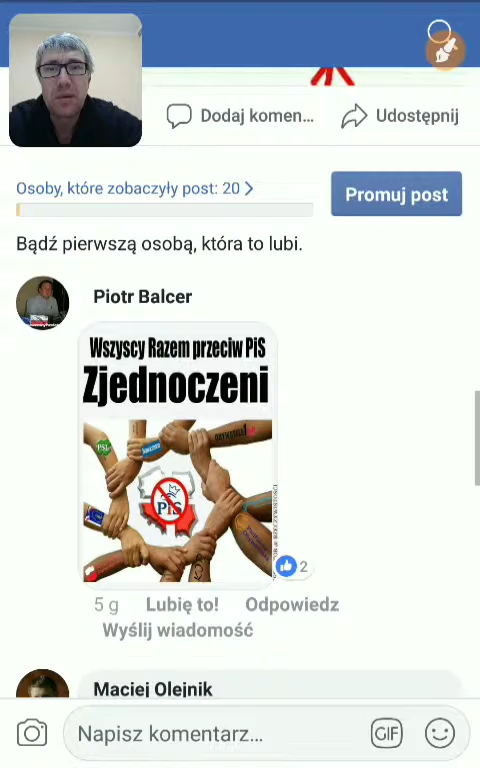 Dodaj komen...
Udostępnij
Osoby, które zobaczyły post: 20
Promuj post
Bądź pierwszą osobą, która to lubi.
Piotr Balcer
Wszyscy Razem przeciw PiS
Zjednoczeni
PSL
PiS
2
5 g Lubię to! Odpowiedz
Wyślij wiadomość
Maciej Olejnik
Napisz komentarz...
GIF